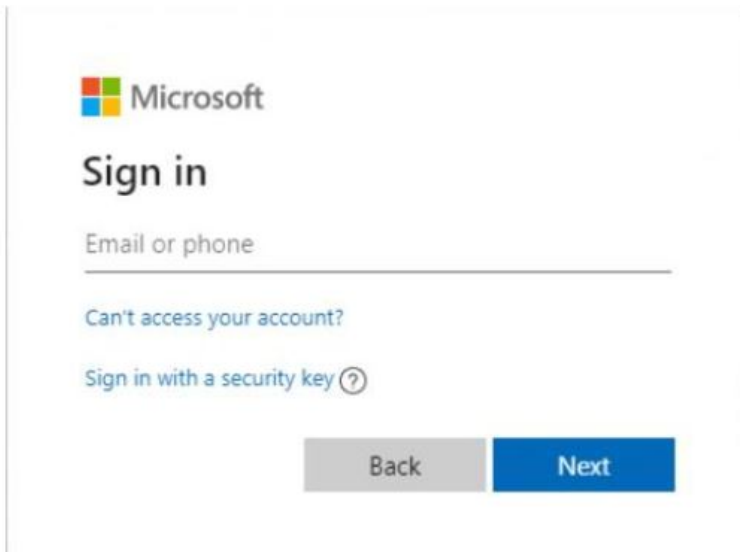 Microsoft
Sign in
Email or phone
Can't access your account?
Sign in with a security key ?
Back Next